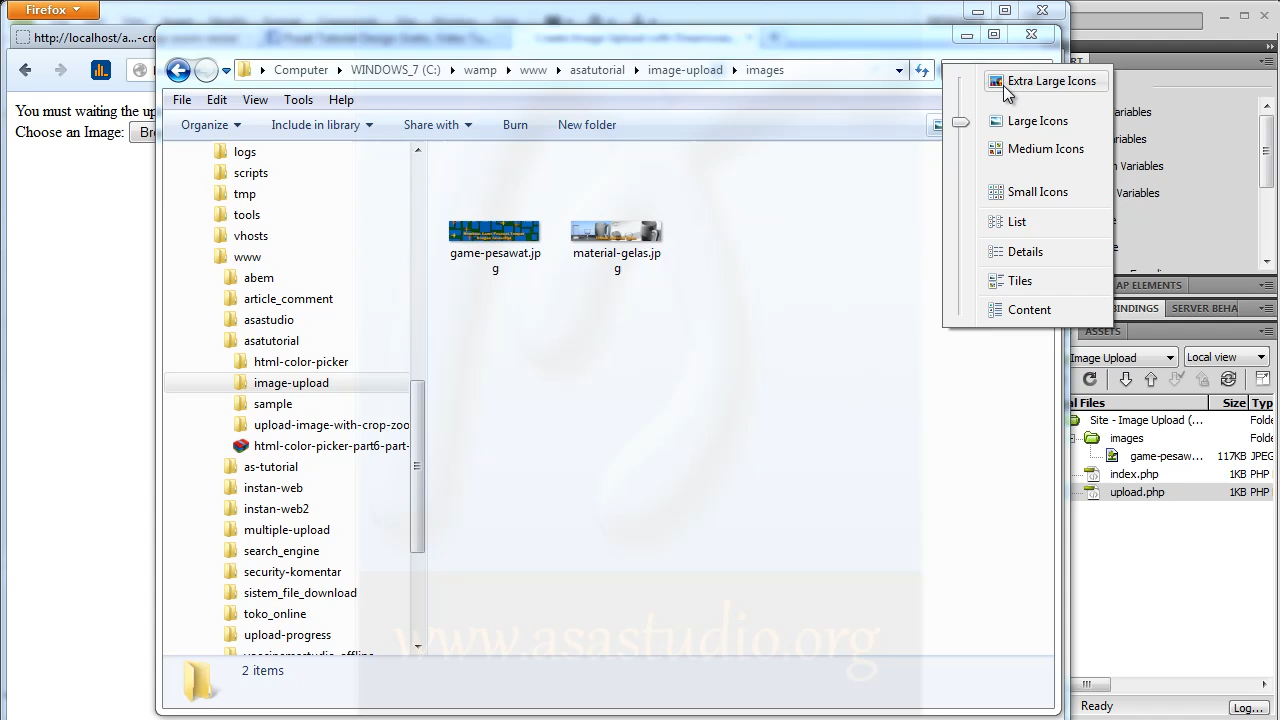 Firefox
http://localhost/a...-cro
You must waiting the up
Choose an Image: Bro
Computer WINDOWS_7 (C:) wamp www asatutorial image-upload images
File Edit View Tools Help
Organize Include in library Share with Burn New folder
logs
scripts
tmp
tools
vhosts
www
abem
article_comment
asastudio
asatutorial
html-color-picker
image-upload
sample
upload-image-with-crop-zoo
html-color-picker-part6-part-
as-tutorial
instan-web
instan-web2
multiple-upload
search_engine
security-komentar
sistem_file_download
toko_online
upload-progress
game-pesawat.jp
g
material-gelas.jp
g
2 items
Extra Large Icons
Large Icons
Medium Icons
Small Icons
List
Details
Tiles
Content
ariables
ariables
n Variables
Variables
AP ELEMENTS
BINDINGS SERVER BEHA
ASSETS
Image Upload Local view
al Files Size Typ
Site - Image Upload (... Folde
images Folde
game-pesaw... 117KB JPEG
index.php 1KB PHP
upload.php 1KB PHP
Ready Log...
www.asastudio.org